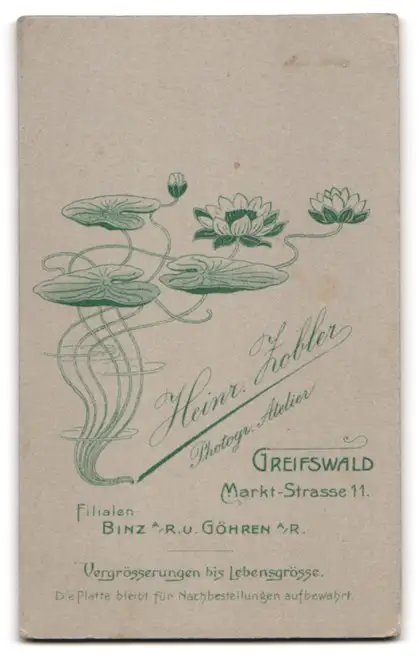 Heinr. Zobler
Photogr. Atelier
GREIFSWALD
Markt-Strasse 11.
Filialen
BINZ A/R. U. GÖHREN A/R.
Vergrösserungen bis Lebensgrösse.
Die Platte bleibt für Nachbestellungen aufbewahrt.